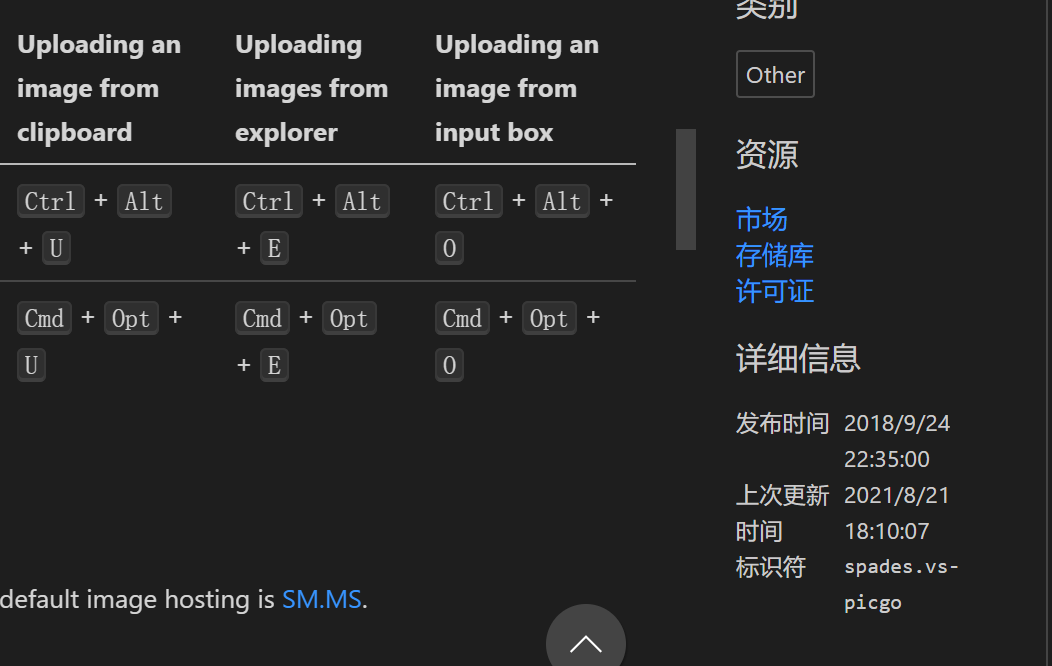 Uploading an
image from
clipboard
Uploading
images from
explorer
Uploading an
image from
input box
Ctrl + Alt
+ U
Ctrl + Alt
+ E
Ctrl + Alt +
O
Cmd + Opt +
U
Cmd + Opt
+ E
Cmd + Opt +
O
default image hosting is SM.MS.
类别
Other
资源
市场
存储库
许可证
详细信息
发布时间 2018/9/24
22:35:00
上次更新 2021/8/21
时间 18:10:07
标识符 spades.vs-
picgo